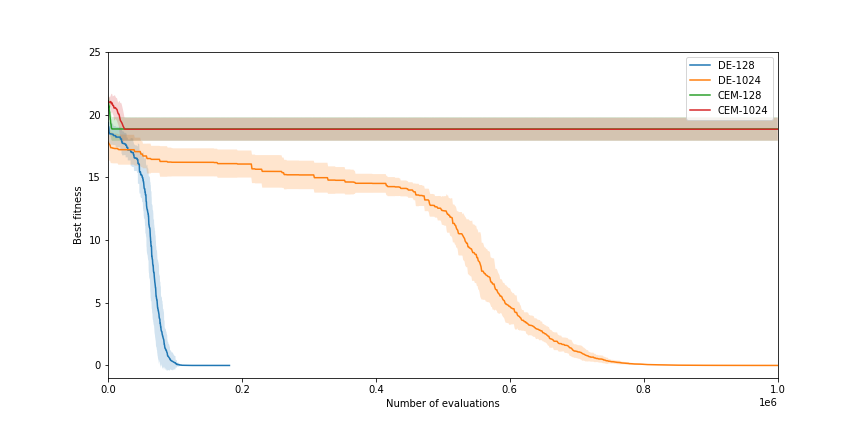 25
20
15
10
5
0
Best fitness
DE-128
DE-1024
CEM-128
CEM-1024
0.0 0.2 0.4 0.6 0.8 1.0
1e6
Number of evaluations